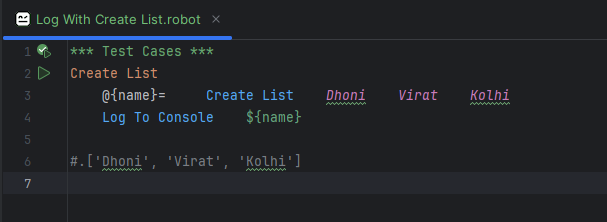 Log With Create List.robot ×
1 *** Test Cases ***
2 Create List
3 @{name}= Create List Dhoni Virat Kolhi
4 Log To Console ${name}
5
6 #.['Dhoni', 'Virat', 'Kolhi']
7